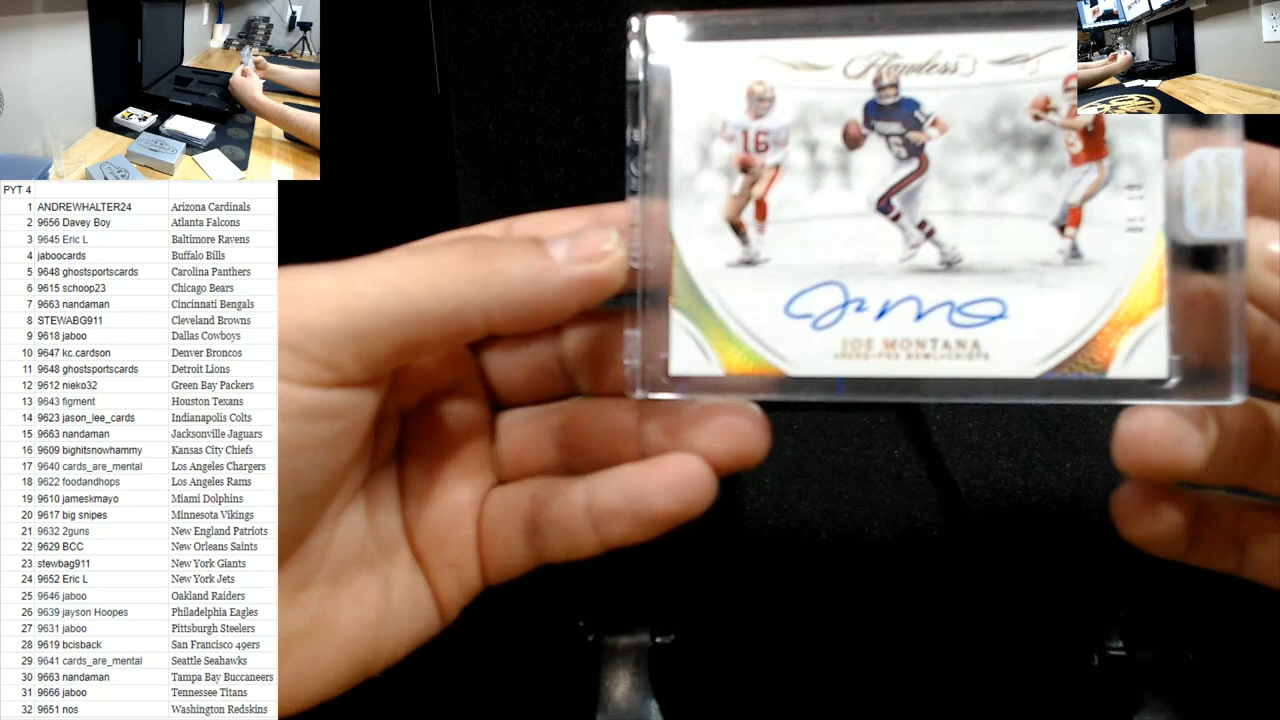 PYT 4
1 ANDREWHALTER24 Arizona Cardinals
2 9656 Davey Boy Atlanta Falcons
3 9645 Eric L Baltimore Ravens
4 jaboocards Buffalo Bills
5 9648 ghostsportscards Carolina Panthers
6 9615 schoop23 Chicago Bears
7 9663 nandaman Cincinnati Bengals
8 STEWABG911 Cleveland Browns
9 9618 jaboo Dallas Cowboys
10 9647 kc.cardson Denver Broncos
11 9648 ghostsportscards Detroit Lions
12 9612 nieko32 Green Bay Packers
13 9643 figment Houston Texans
14 9623 jason_lee_cards Indianapolis Colts
15 9663 nandaman Jacksonville Jaguars
16 9609 bighitsnowhammy Kansas City Chiefs
17 9640 cards_are_mental Los Angeles Chargers
18 9622 foodandhops Los Angeles Rams
19 9610 jameskmayo Miami Dolphins
20 9617 big snipes Minnesota Vikings
21 9632 2guns New England Patriots
22 9629 BCC New Orleans Saints
23 stewbag911 New York Giants
24 9652 Eric L New York Jets
25 9646 jaboo Oakland Raiders
26 9639 jayson Hoopes Philadelphia Eagles
27 9631 jaboo Pittsburgh Steelers
28 9619 bcisback San Francisco 49ers
29 9641 cards_are_mental Seattle Seahawks
30 9663 nandaman Tampa Bay Buccaneers
31 9666 jaboo Tennessee Titans
32 9651 nos Washington Redskins
Flawless
16
16
JOE MONTANA
49ERS•PRO BOWL•CHIEFS